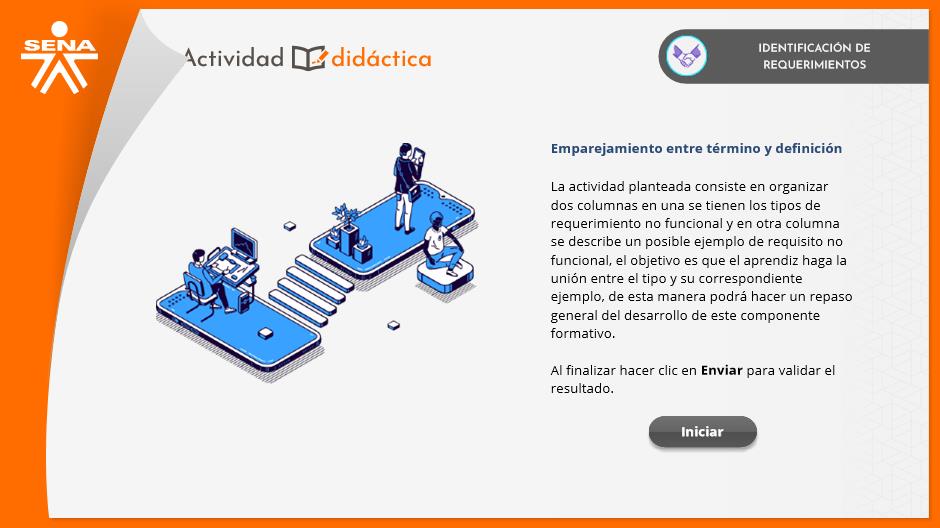 SENA
Actividad didáctica
IDENTIFICACIÓN DE
REQUERIMIENTOS
Emparejamiento entre término y definición
La actividad planteada consiste en organizar
dos columnas en una se tienen los tipos de
requerimiento no funcional y en otra columna
se describe un posible ejemplo de requisito no
funcional, el objetivo es que el aprendiz haga la
unión entre el tipo y su correspondiente
ejemplo, de esta manera podrá hacer un repaso
general del desarrollo de este componente
formativo.
Al finalizar hacer clic en Enviar para validar el
resultado.
Iniciar